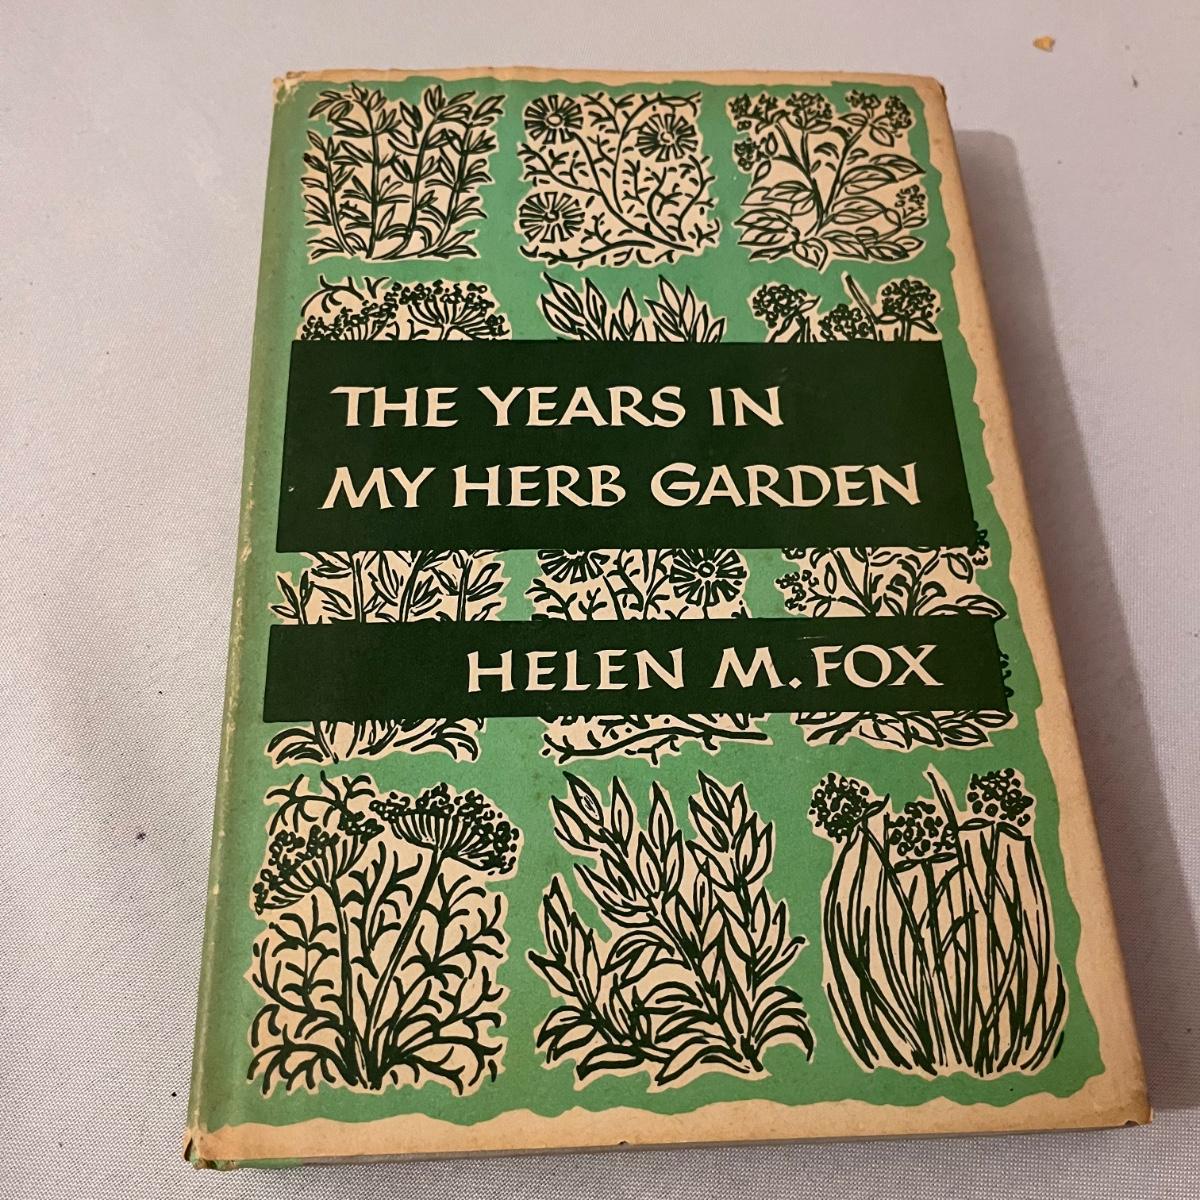 THE YEARS IN
MY HERB GARDEN
HELEN M. FOX